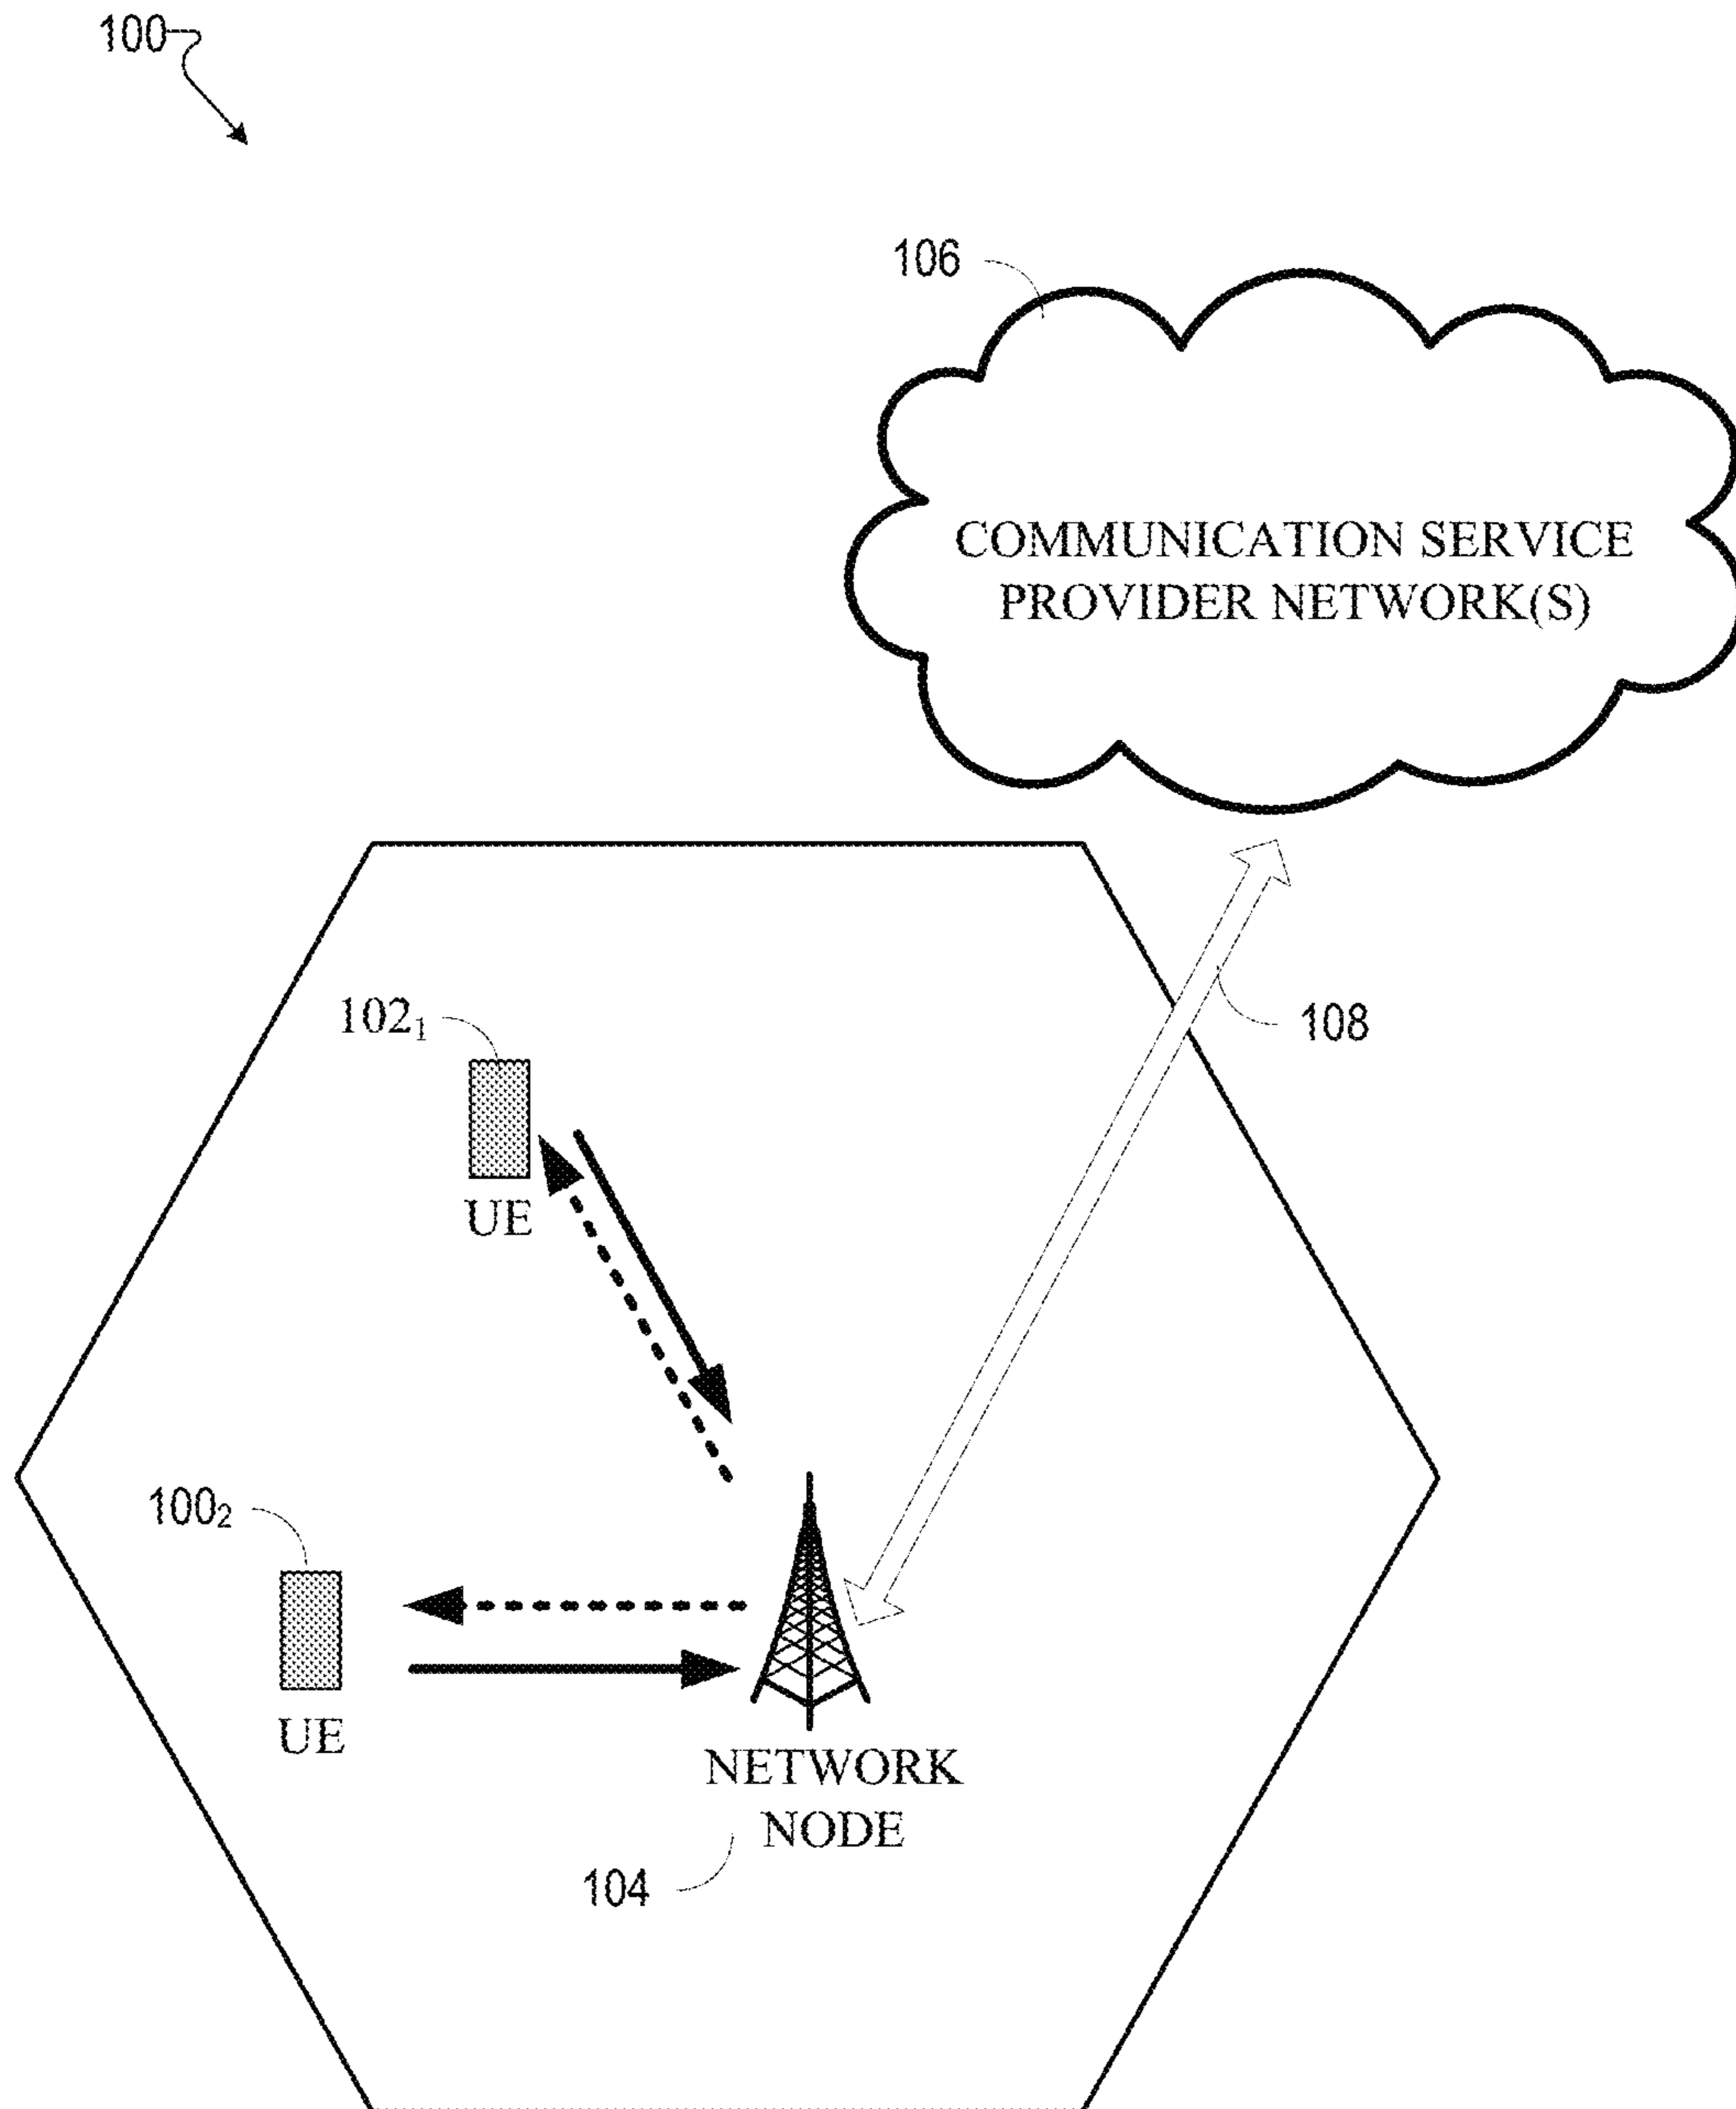 100
106
COMMUNICATION SERVICE
PROVIDER NETWORK(S)
102₁
108
UE
100₂
UE
NETWORK
NODE
104